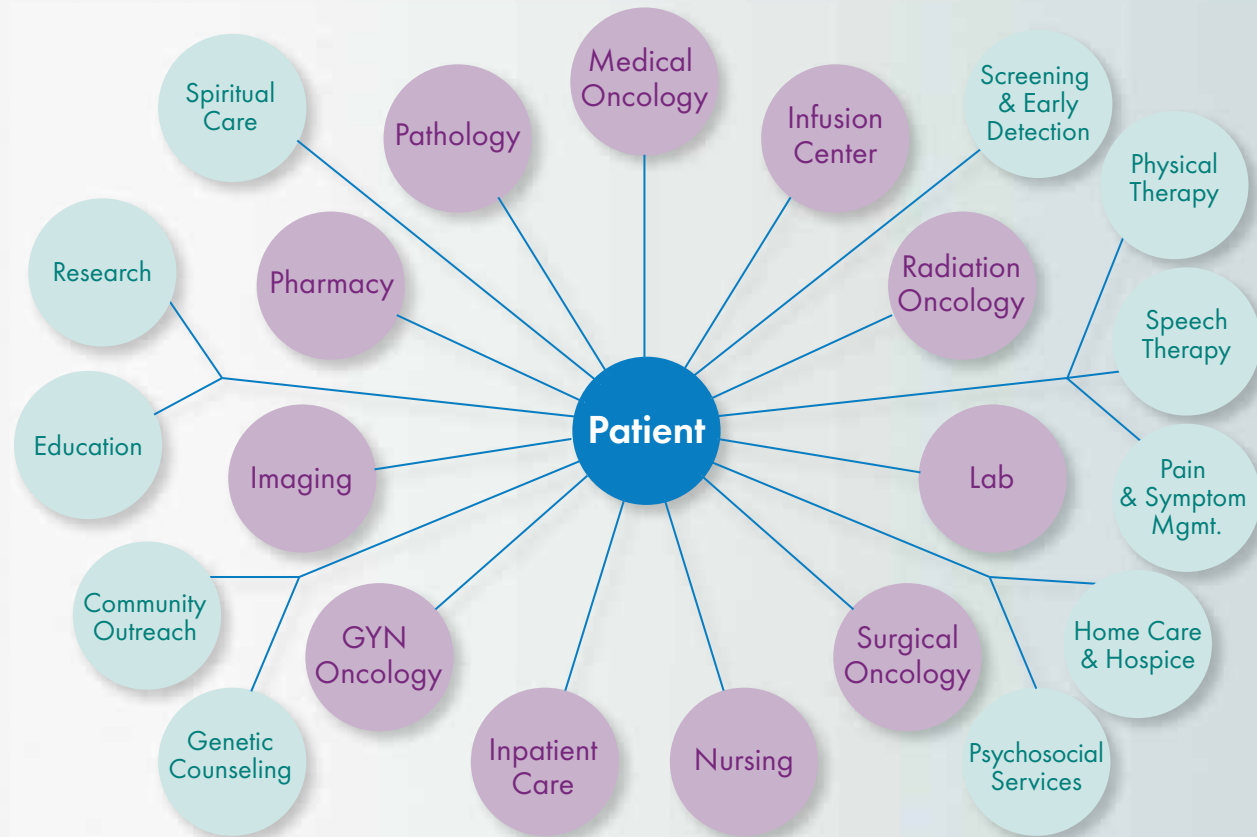 Medical
Oncology
Spiritual
Care
Pathology
Infusion
Center
Screening
& Early
Detection
Physical
Therapy
Research
Pharmacy
Radiation
Oncology
Speech
Therapy
Education
Imaging
Patient
Lab
Pain
& Symptom
Mgmt.
Community
Outreach
GYN
Oncology
Surgical
Oncology
Home Care
& Hospice
Genetic
Counseling
Inpatient
Care
Nursing
Psychosocial
Services